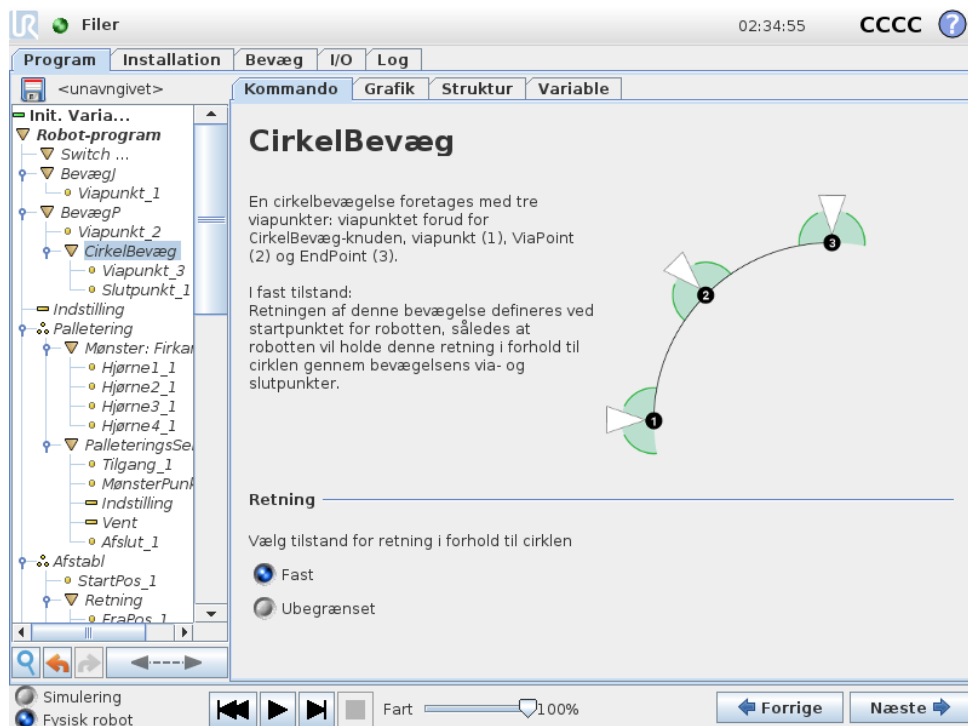 UR Filer 02:34:55 CCCC ?
Program Installation Bevæg I/O Log
<unavngivet>
Kommando Grafik Struktur Variable
Init. Varia...
Robot-program
Switch ...
BevægJ
Viapunkt_1
BevægP
Viapunkt_2
CirkelBevæg
Viapunkt_3
Slutpunkt_1
Indstilling
Palletering
Mønster: Firkan
Hjørne1_1
Hjørne2_1
Hjørne3_1
Hjørne4_1
PalleteringsSe
Tilgang_1
MønsterPunk
Indstilling
Vent
Afslut_1
Afstabl
StartPos_1
Retning
FraPos_1
CirkelBevæg
En cirkelbevægelse foretages med tre
viapunkter: viapunktet forud for
CirkelBevæg-knuden, viapunkt (1), ViaPoint
(2) og EndPoint (3).
I fast tilstand:
Retningen af denne bevægelse defineres ved
startpunktet for robotten, således at
robotten vil holde denne retning i forhold til
cirklen gennem bevægelsens via- og
slutpunkter.
3
2
1
Retning
Vælg tilstand for retning i forhold til cirklen
Fast
Ubegrænset
Simulering
Fysisk robot
Fart 100%
Forrige Næste